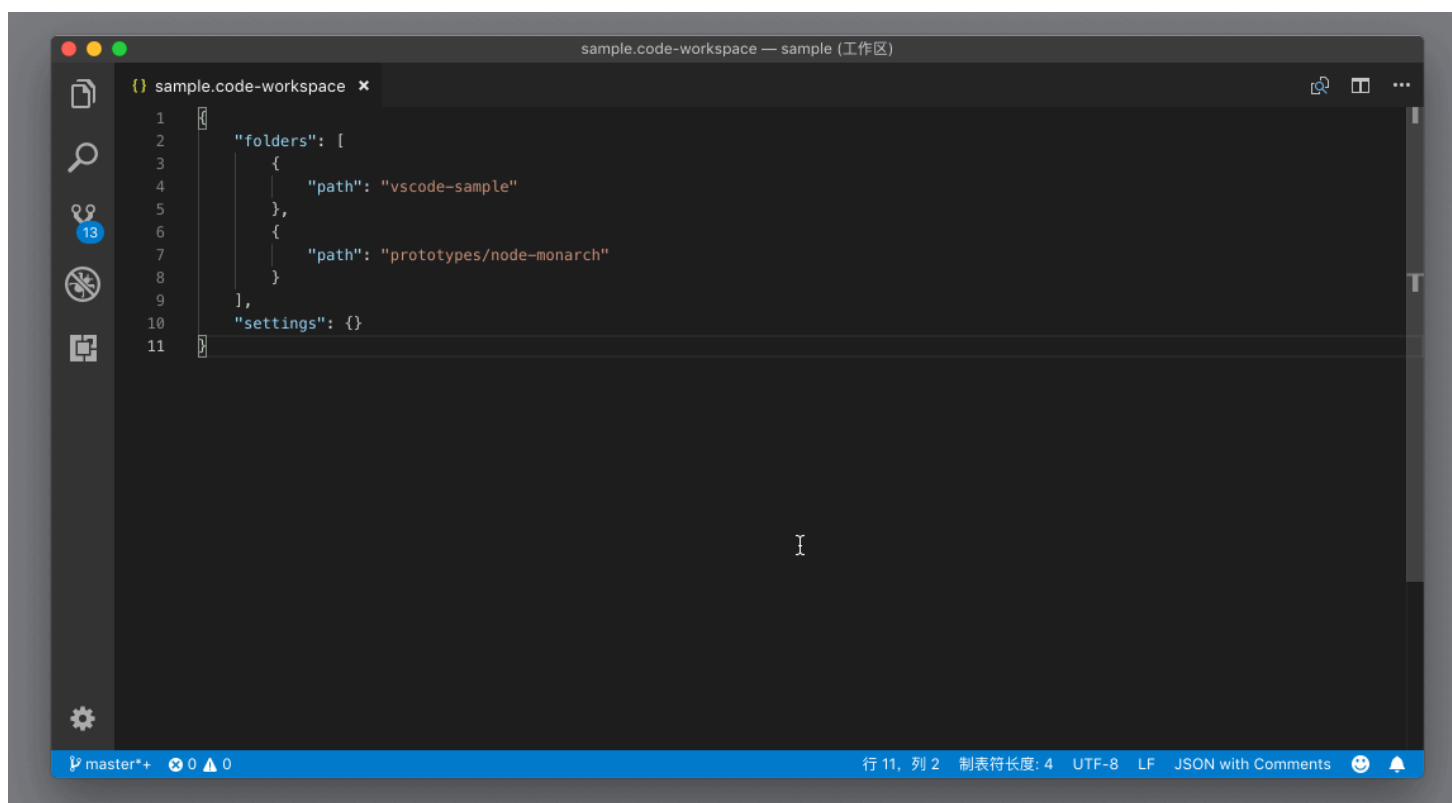 sample.code-workspace — sample (工作区)
{} sample.code-workspace ×
1 {
2 "folders": [
3 {
4 "path": "vscode-sample"
5 },
6 {
7 "path": "prototypes/node-monarch"
8 }
9 ],
10 "settings": {}
11 }
13
master*+ 0 0 行 11，列 2 制表符长度: 4 UTF-8 LF JSON with Comments